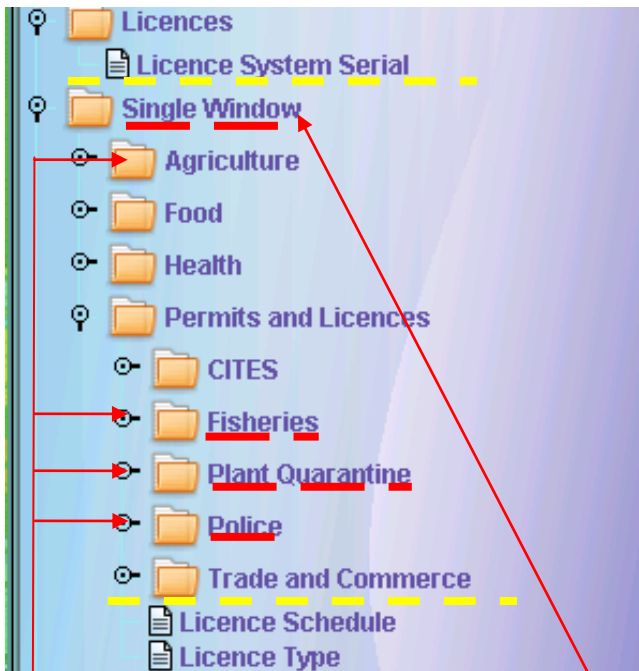 Licences
Licence System Serial
Single Window
Agriculture
Food
Health
Permits and Licences
CITES
Fisheries
Plant Quarantine
Police
Trade and Commerce
Licence Schedule
Licence Type